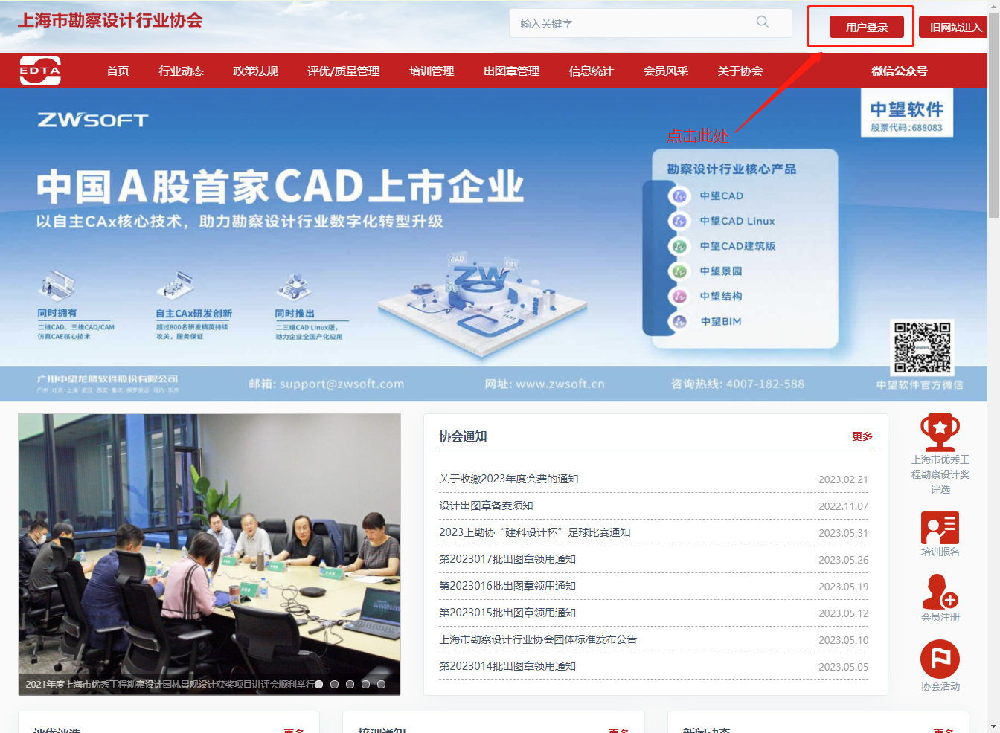 上海市勘察设计行业协会
输入关键字
用户登录
旧网站进入
EDTA
首页
行业动态
政策法规
评优/质量管理
培训管理
出图章管理
信息统计
会员风采
关于协会
微信公众号
点击此处
ZWSOFT
中望软件
股票代码:688083
中国A股首家CAD上市企业
以自主CAx核心技术，助力勘察设计行业数字化转型升级
勘察设计行业核心产品
中望CAD
中望CAD Linux
中望CAD建筑版
中望景园
中望结构
中望BIM
CAD
ZW
同时拥有
二维CAD、三维CAD/CAM
仿真CAE核心技术
自主CAx研发创新
超过800名研发精英持续
攻关，服务保证
同时推出
二三维CAD Linux版，
助力企业全国产化应用
广州中望龙腾软件股份有限公司
邮箱: support@zwsoft.com
网址: www.zwsoft.cn
咨询热线: 4007-182-588
中望软件官方微信
2021年度上海市优秀工程勘察设计园林景观设计获奖项目讲评会顺利举行
协会通知
更多
关于收缴2023年度会费的通知
2023.02.21
设计出图章备案须知
2022.11.07
2023上勘协“建科设计杯”足球比赛通知
2023.05.31
第2023017批出图章领用通知
2023.05.26
第2023016批出图章领用通知
2023.05.19
第2023015批出图章领用通知
2023.05.12
上海市勘察设计行业协会团体标准发布公告
2023.05.10
第2023014批出图章领用通知
2023.05.05
上海市优秀工
程勘察设计奖
评选
培训报名
会员注册
协会活动
评优评选
更多
培训通知
更多
新闻动态
更多